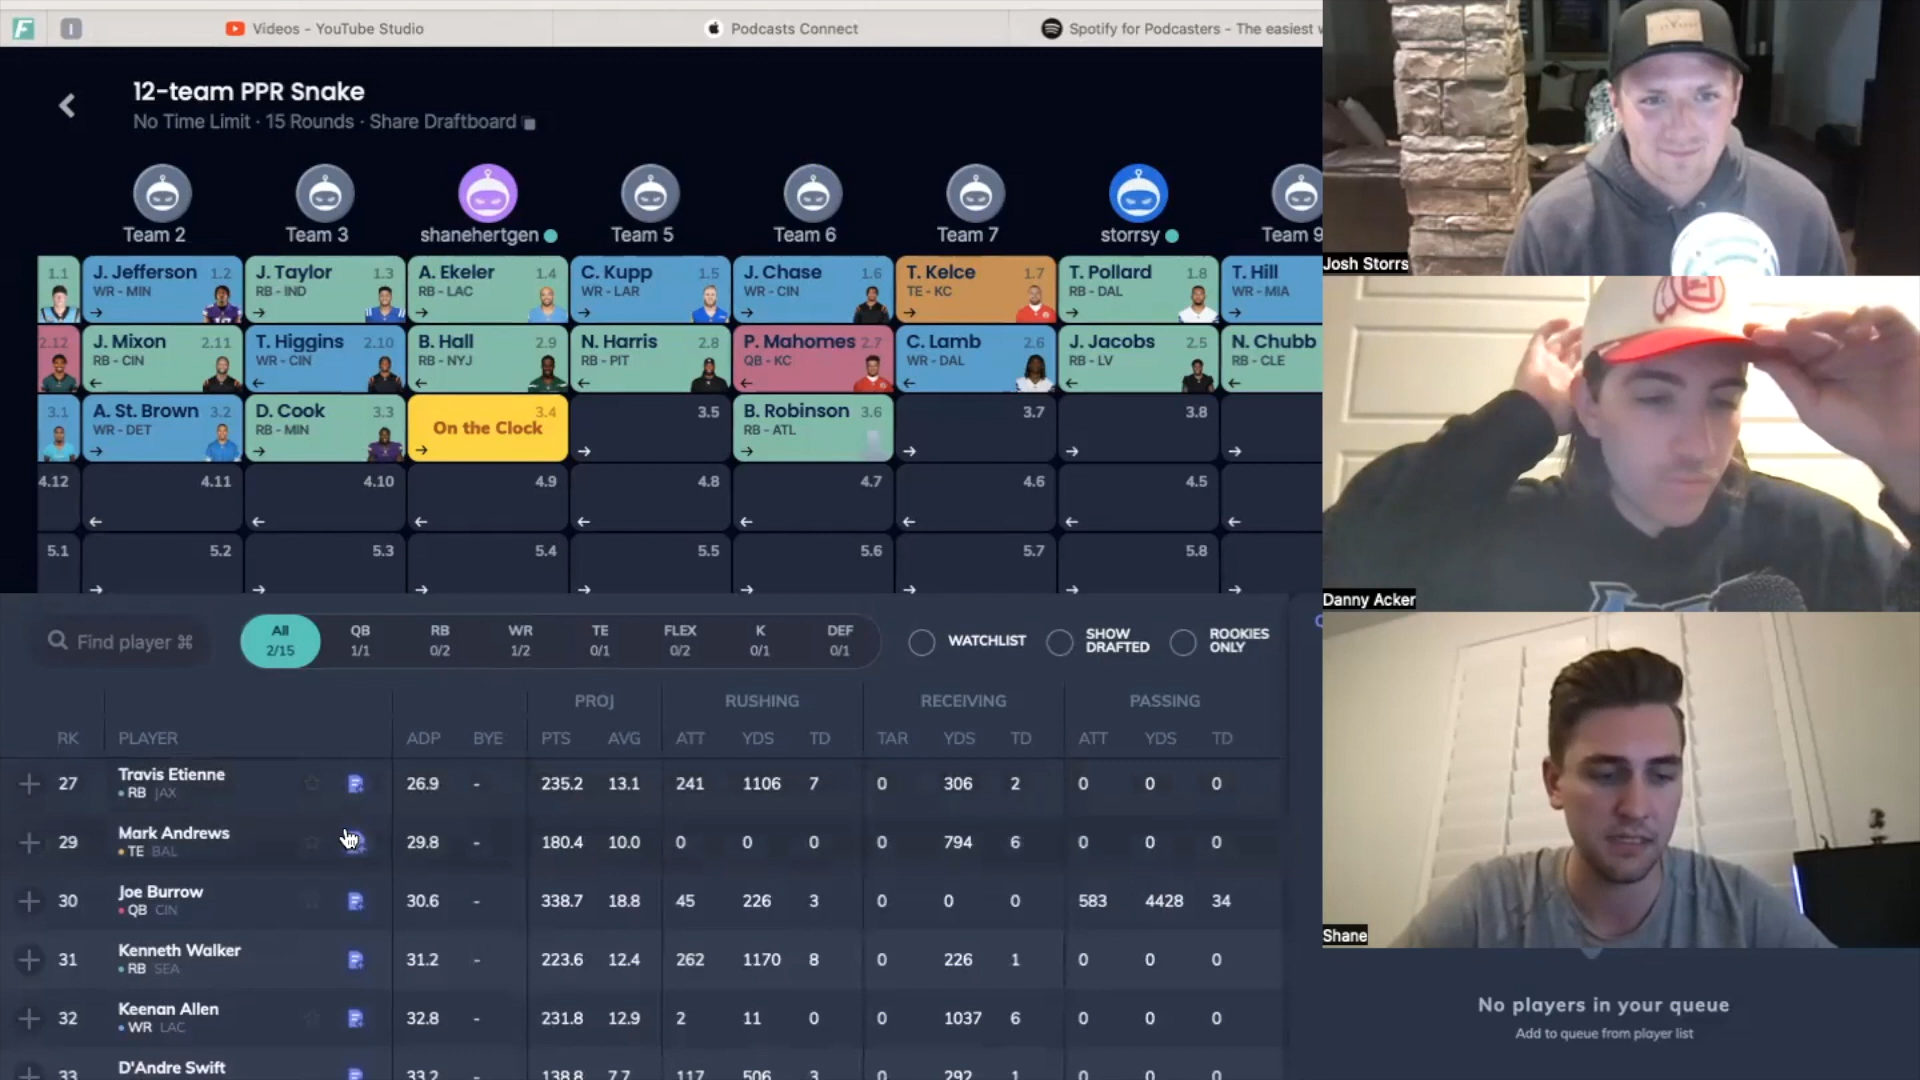 Videos - YouTube Studio
Podcasts Connect
Spotify for Podcasters - The easiest w
12-team PPR Snake
No Time Limit · 15 Rounds · Share Draftboard
Team 2
Team 3
shanehertgen
Team 5
Team 6
Team 7
storrsy
Team 9
1.1
J. Jefferson 1.2
WR - MIN
J. Taylor 1.3
RB - IND
A. Ekeler 1.4
RB - LAC
C. Kupp 1.5
WR - LAR
J. Chase 1.6
WR - CIN
T. Kelce 1.7
TE - KC
T. Pollard 1.8
RB - DAL
T. Hill
WR - MIA
2.12
J. Mixon 2.11
RB - CIN
T. Higgins 2.10
WR - CIN
B. Hall 2.9
RB - NYJ
N. Harris 2.8
RB - PIT
P. Mahomes 2.7
QB - KC
C. Lamb 2.6
WR - DAL
J. Jacobs 2.5
RB - LV
N. Chubb
RB - CLE
3.1
A. St. Brown 3.2
WR - DET
D. Cook 3.3
RB - MIN
3.4
On the Clock
3.5
B. Robinson 3.6
RB - ATL
3.7
3.8
4.12 4.11 4.10 4.9 4.8 4.7 4.6 4.5
5.1 5.2 5.3 5.4 5.5 5.6 5.7 5.8
Find player ⌘
All
2/15
QB
1/1
RB
0/2
WR
1/2
TE
0/1
FLEX
0/2
K
0/1
DEF
0/1
WATCHLIST
SHOW
DRAFTED
ROOKIES
ONLY
PROJ RUSHING RECEIVING PASSING
RK PLAYER ADP BYE PTS AVG ATT YDS TD TAR YDS TD ATT YDS TD
27 Travis Etienne 26.9 - 235.2 13.1 241 1106 7 0 306 2 0 0 0
RB JAX
29 Mark Andrews 29.8 - 180.4 10.0 0 0 0 0 794 6 0 0 0
TE BAL
30 Joe Burrow 30.6 - 338.7 18.8 45 226 3 0 0 0 583 4428 34
QB CIN
31 Kenneth Walker 31.2 - 223.6 12.4 262 1170 8 0 226 1 0 0 0
RB SEA
32 Keenan Allen 32.8 - 231.8 12.9 2 11 0 0 1037 6 0 0 0
WR LAC
33 D'Andre Swift 33.2 - 138.8 7.7 117 506 3 0 292 1 0 0 0
Josh Storrs
Danny Acker
Shane
No players in your queue
Add to queue from player list